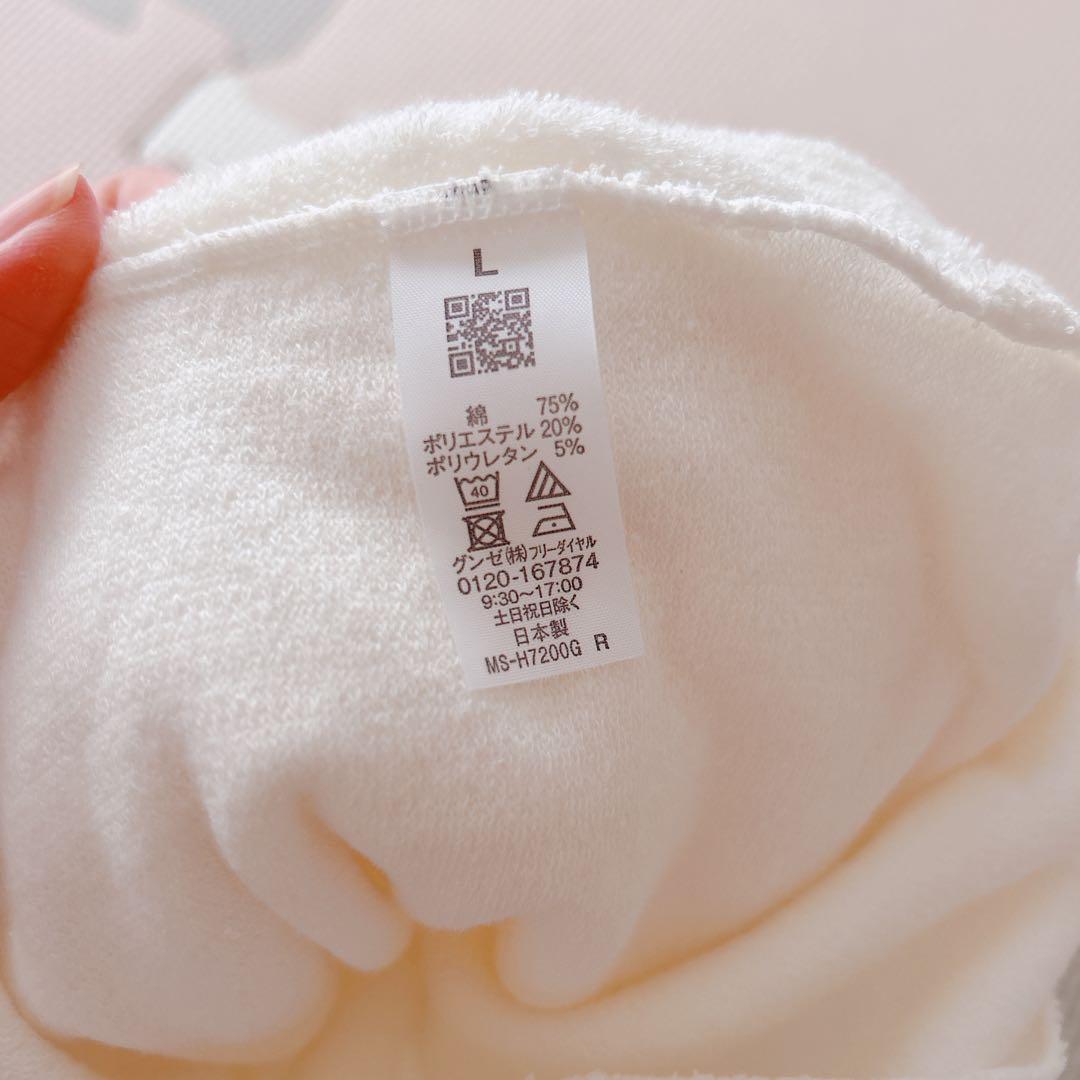 L
綿 75%
ポリエステル 20%
ポリウレタン 5%
40
グンゼ(株)フリーダイヤル
0120-167874
9:30〜17:00
土日祝日除く
日本製
MS-H7200G R